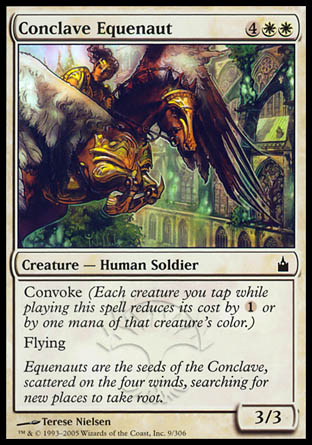 Conclave Equenaut 4
Creature — Human Soldier
Convoke (Each creature you tap while
playing this spell reduces its cost by 1 or
by one mana of that creature's color.)
Flying
Equenauts are the seeds of the Conclave,
scattered on the four winds, searching for
new places to take root.
Terese Nielsen
3/3
™ & © 1993–2005 Wizards of the Coast, Inc. 9/306